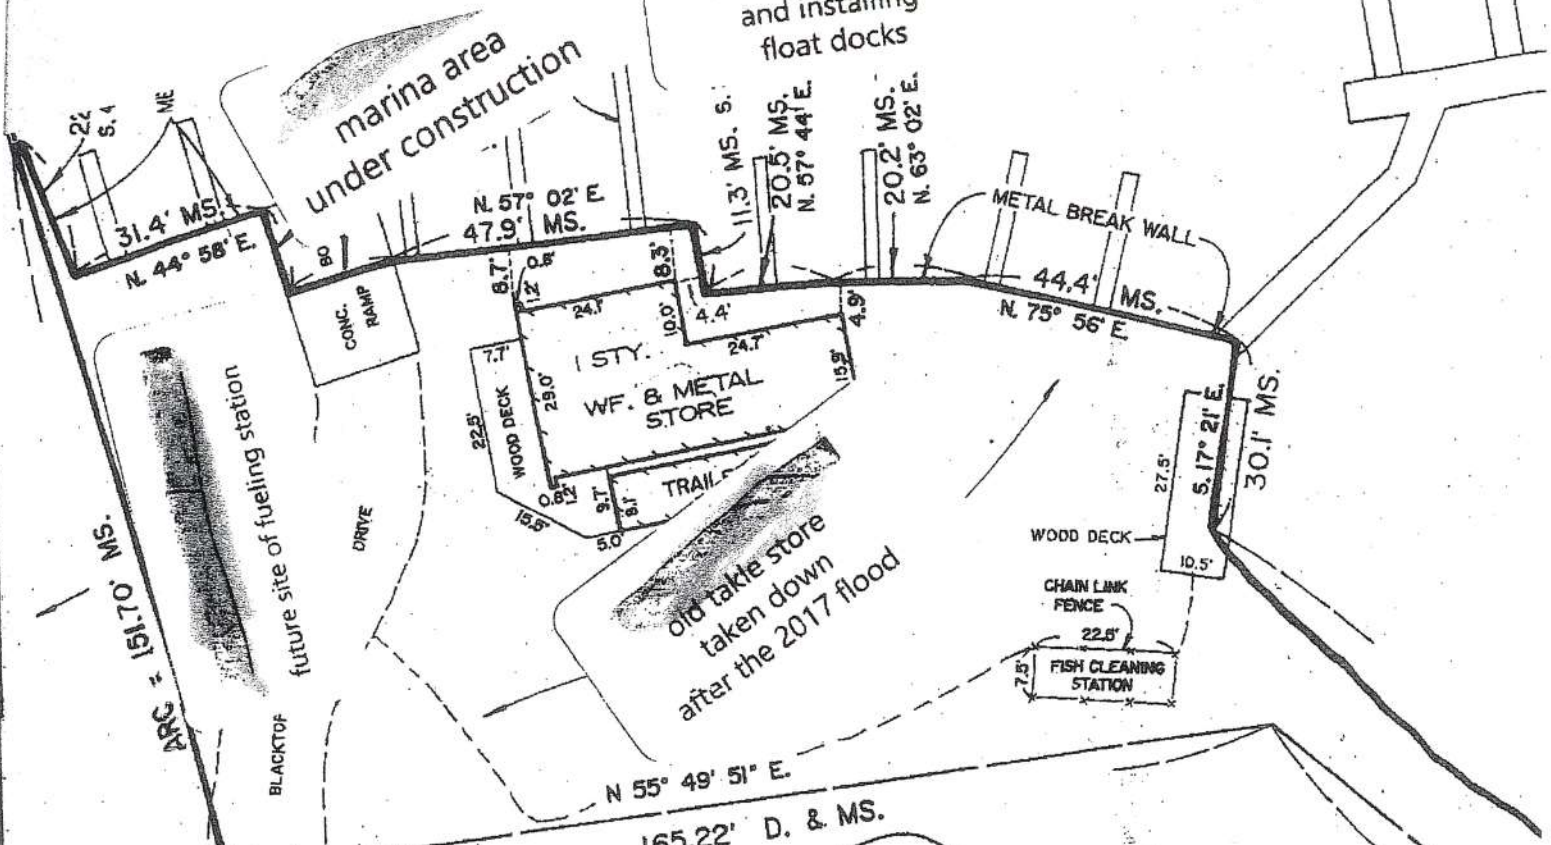 and installing
float docks
marina area
under construction
S. 4
ME
31.4' MS.
N. 44° 58' E.
N. 57° 02' E.
47.9' MS.
11.3' MS. S.
20.5' MS.
N. 57° 44' E.
20.2' MS.
N. 63° 02' E.
METAL BREAK WALL
44.4' MS.
N. 75° 56' E.
CONC.
RAMP
8.7'
0.8'
1.2'
24.1'
8.3'
10.0'
4.4'
24.7'
4.9'
15.9'
7.7'
22.5'
WOOD DECK
29.0'
1 STY.
WF. & METAL
STORE
0.8'
1.2'
9.7'
8.1'
15.8'
5.0'
old takle store
taken down
after the 2017 flood
future site of fueling station
DRIVE
BLACKTOP
ARC = 151.70' MS.
S. 17° 21' E.
30.1' MS.
27.5'
WOOD DECK
10.5'
CHAIN LINK
FENCE
22.5'
7.5'
FISH CLEANING
STATION
N 55° 49' 51" E.
165.22' D. & MS.